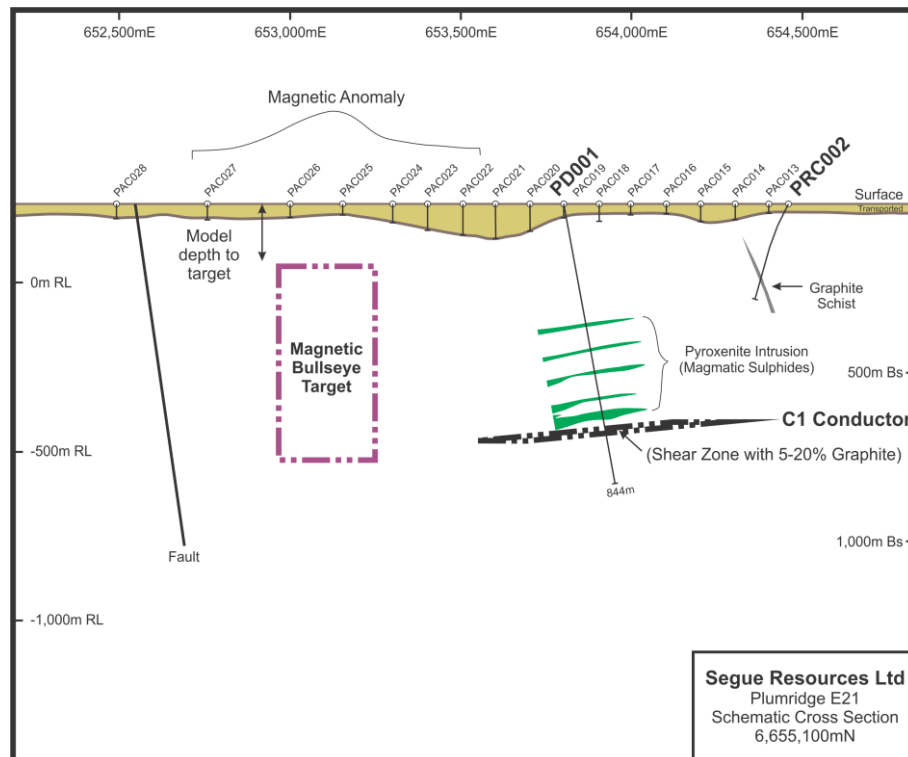 652,500mE
653,000mE
653,500mE
654,000mE
654,500mE
Magnetic Anomaly
PAC028
PAC027
PAC026
PAC025
PAC024
PAC023
PAC022
PAC021
PAC020
PD001
PAC019
PAC018
PAC017
PAC016
PAC015
PAC014
PAC013
PRC002
Surface
Transported
Model
depth to
target
0m RL
Graphite
Schist
Magnetic
Bullseye
Target
Pyroxenite Intrusion
(Magmatic Sulphides)
500m Bs
C1 Conductor
-500m RL
(Shear Zone with 5-20% Graphite)
844m
Fault
1,000m Bs
-1,000m RL
Segue Resources Ltd
Plumridge E21
Schematic Cross Section
6,655,100mN